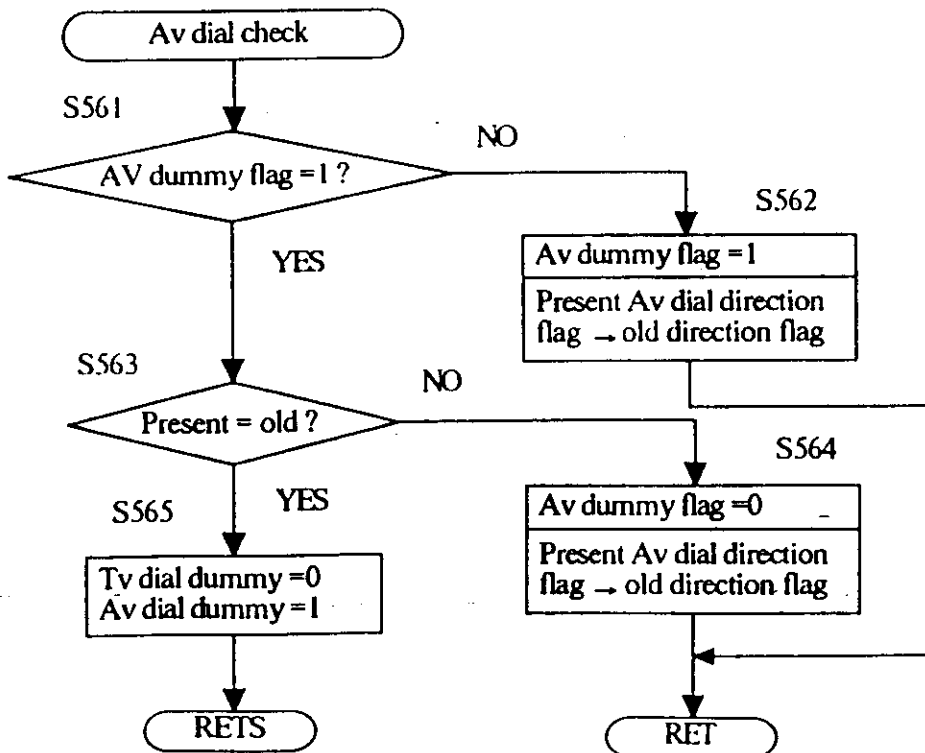 Av dial check
S561
AV dummy flag =1 ?
NO
YES
S562
Av dummy flag =1
Present Av dial direction
flag → old direction flag
S563
Present = old ?
NO
YES
S564
Av dummy flag =0
Present Av dial direction
flag → old direction flag
S565
Tv dial dummy =0
Av dial dummy =1
RETS
RET